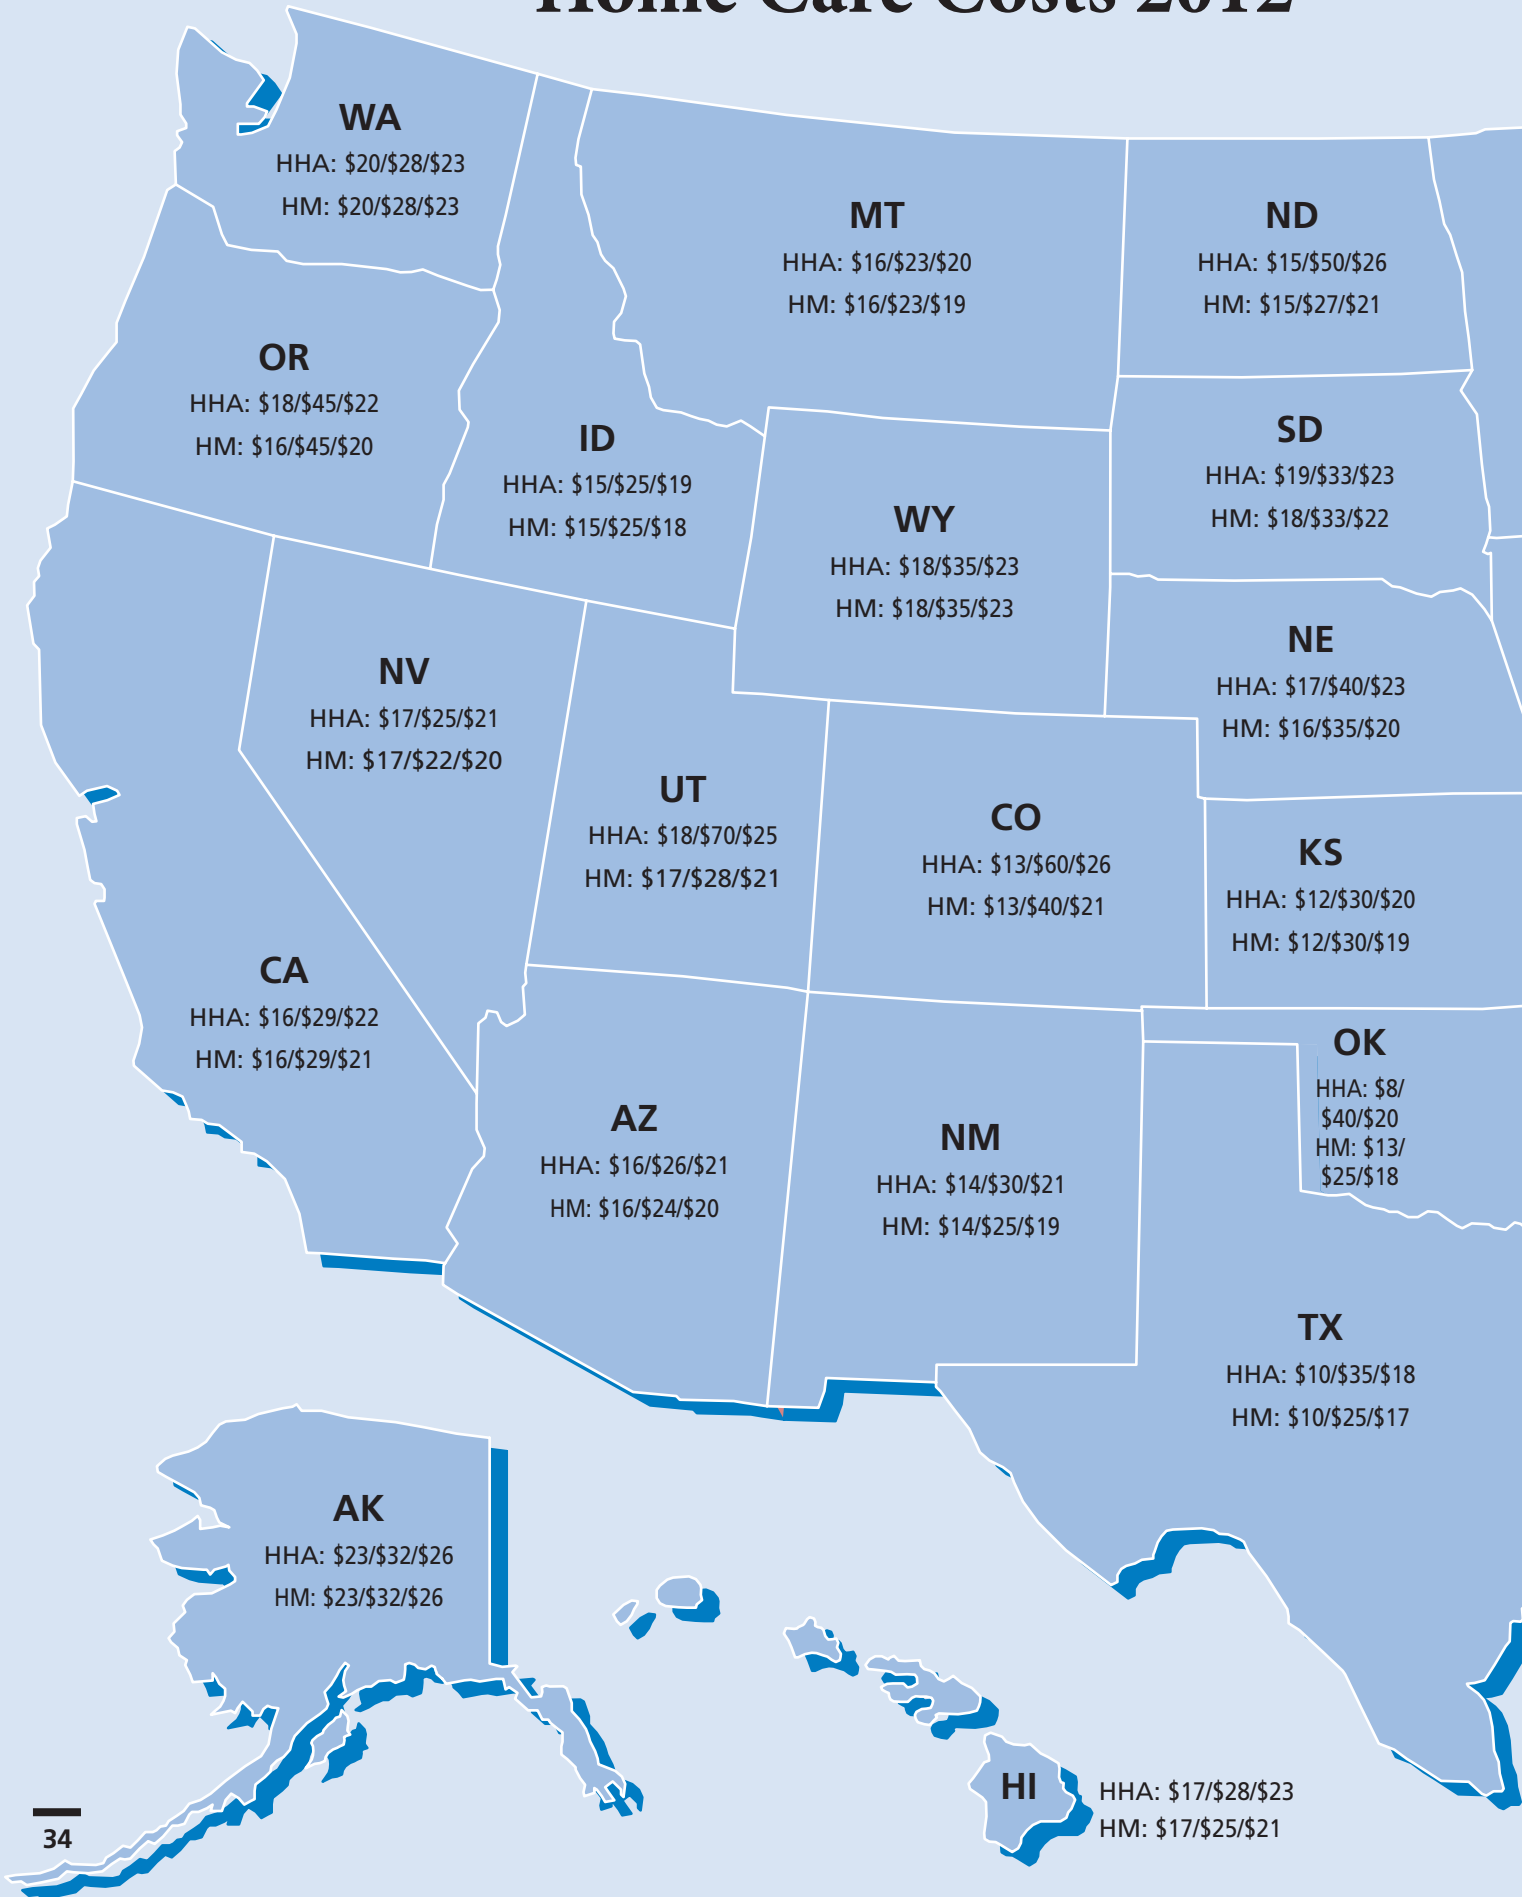 Home Care Costs 2012
WA
HHA: $20/$28/$23
HM: $20/$28/$23
MT
HHA: $16/$23/$20
HM: $16/$23/$19
ND
HHA: $15/$50/$26
HM: $15/$27/$21
OR
HHA: $18/$45/$22
HM: $16/$45/$20
ID
HHA: $15/$25/$19
HM: $15/$25/$18
SD
HHA: $19/$33/$23
HM: $18/$33/$22
WY
HHA: $18/$35/$23
HM: $18/$35/$23
NE
HHA: $17/$40/$23
HM: $16/$35/$20
NV
HHA: $17/$25/$21
HM: $17/$22/$20
UT
HHA: $18/$70/$25
HM: $17/$28/$21
CO
HHA: $13/$60/$26
HM: $13/$40/$21
KS
HHA: $12/$30/$20
HM: $12/$30/$19
CA
HHA: $16/$29/$22
HM: $16/$29/$21
OK
HHA: $8/
$40/$20
HM: $13/
$25/$18
AZ
HHA: $16/$26/$21
HM: $16/$24/$20
NM
HHA: $14/$30/$21
HM: $14/$25/$19
TX
HHA: $10/$35/$18
HM: $10/$25/$17
AK
HHA: $23/$32/$26
HM: $23/$32/$26
HI
HHA: $17/$28/$23
HM: $17/$25/$21
34